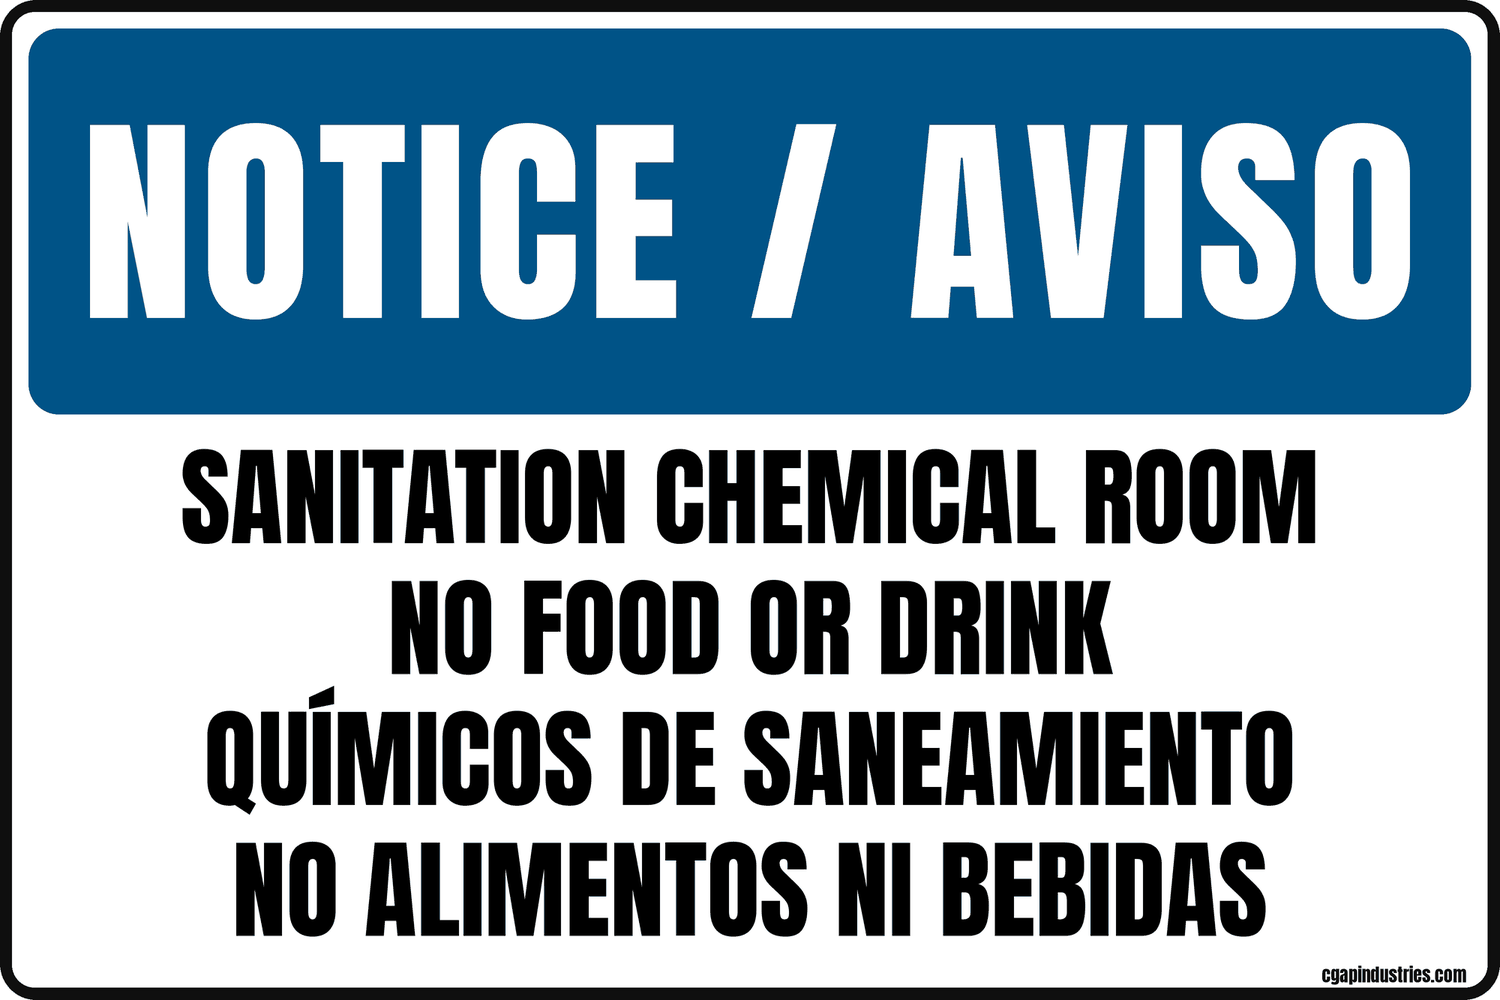 NOTICE / AVISO
SANITATION CHEMICAL ROOM
NO FOOD OR DRINK
QUÍMICOS DE SANEAMIENTO
NO ALIMENTOS NI BEBIDAS
cgapindustries.com